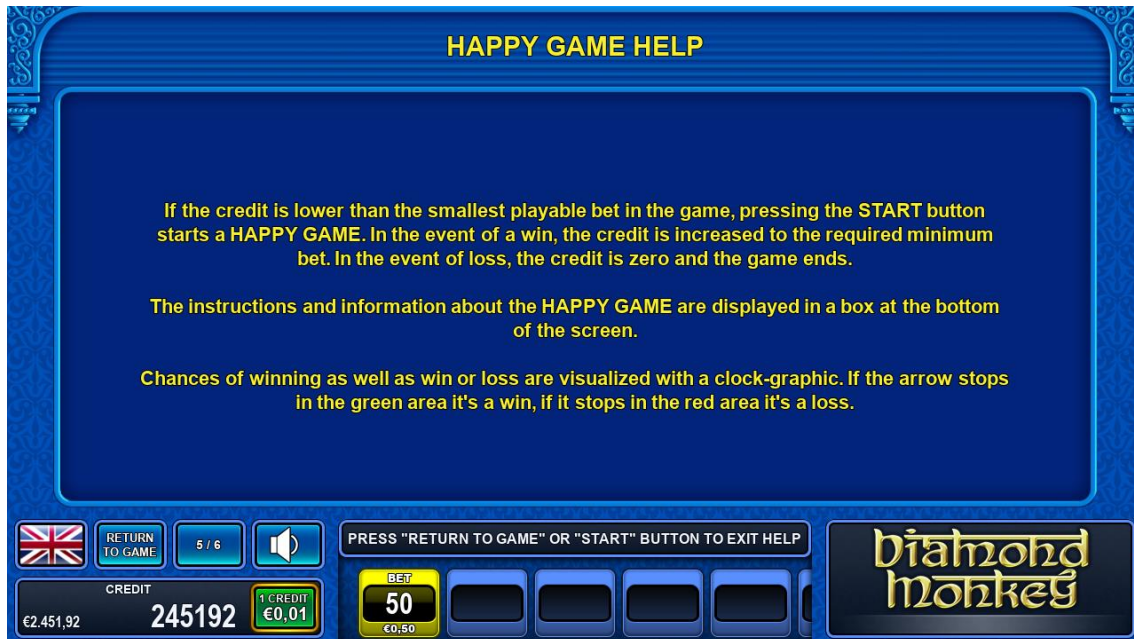 HAPPY GAME HELP
If the credit is lower than the smallest playable bet in the game, pressing the START button
starts a HAPPY GAME. In the event of a win, the credit is increased to the required minimum
bet. In the event of loss, the credit is zero and the game ends.
The instructions and information about the HAPPY GAME are displayed in a box at the bottom
of the screen.
Chances of winning as well as win or loss are visualized with a clock-graphic. If the arrow stops
in the green area it's a win, if it stops in the red area it's a loss.
RETURN
TO GAME
5 / 6
PRESS "RETURN TO GAME" OR "START" BUTTON TO EXIT HELP
CREDIT
€2.451,92
245192
1 CREDIT
€0,01
BET
50
€0,50
Diamond
Monkey